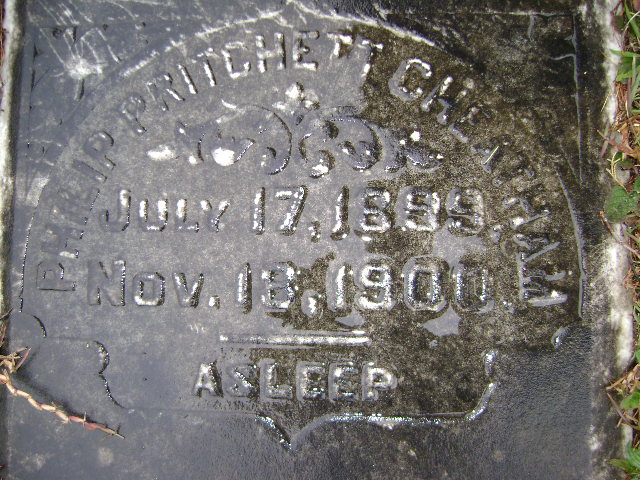 PHILIP PRITCHETT CHEATHAM
JULY 17, 1899.
NOV. 18, 1900.
ASLEEP